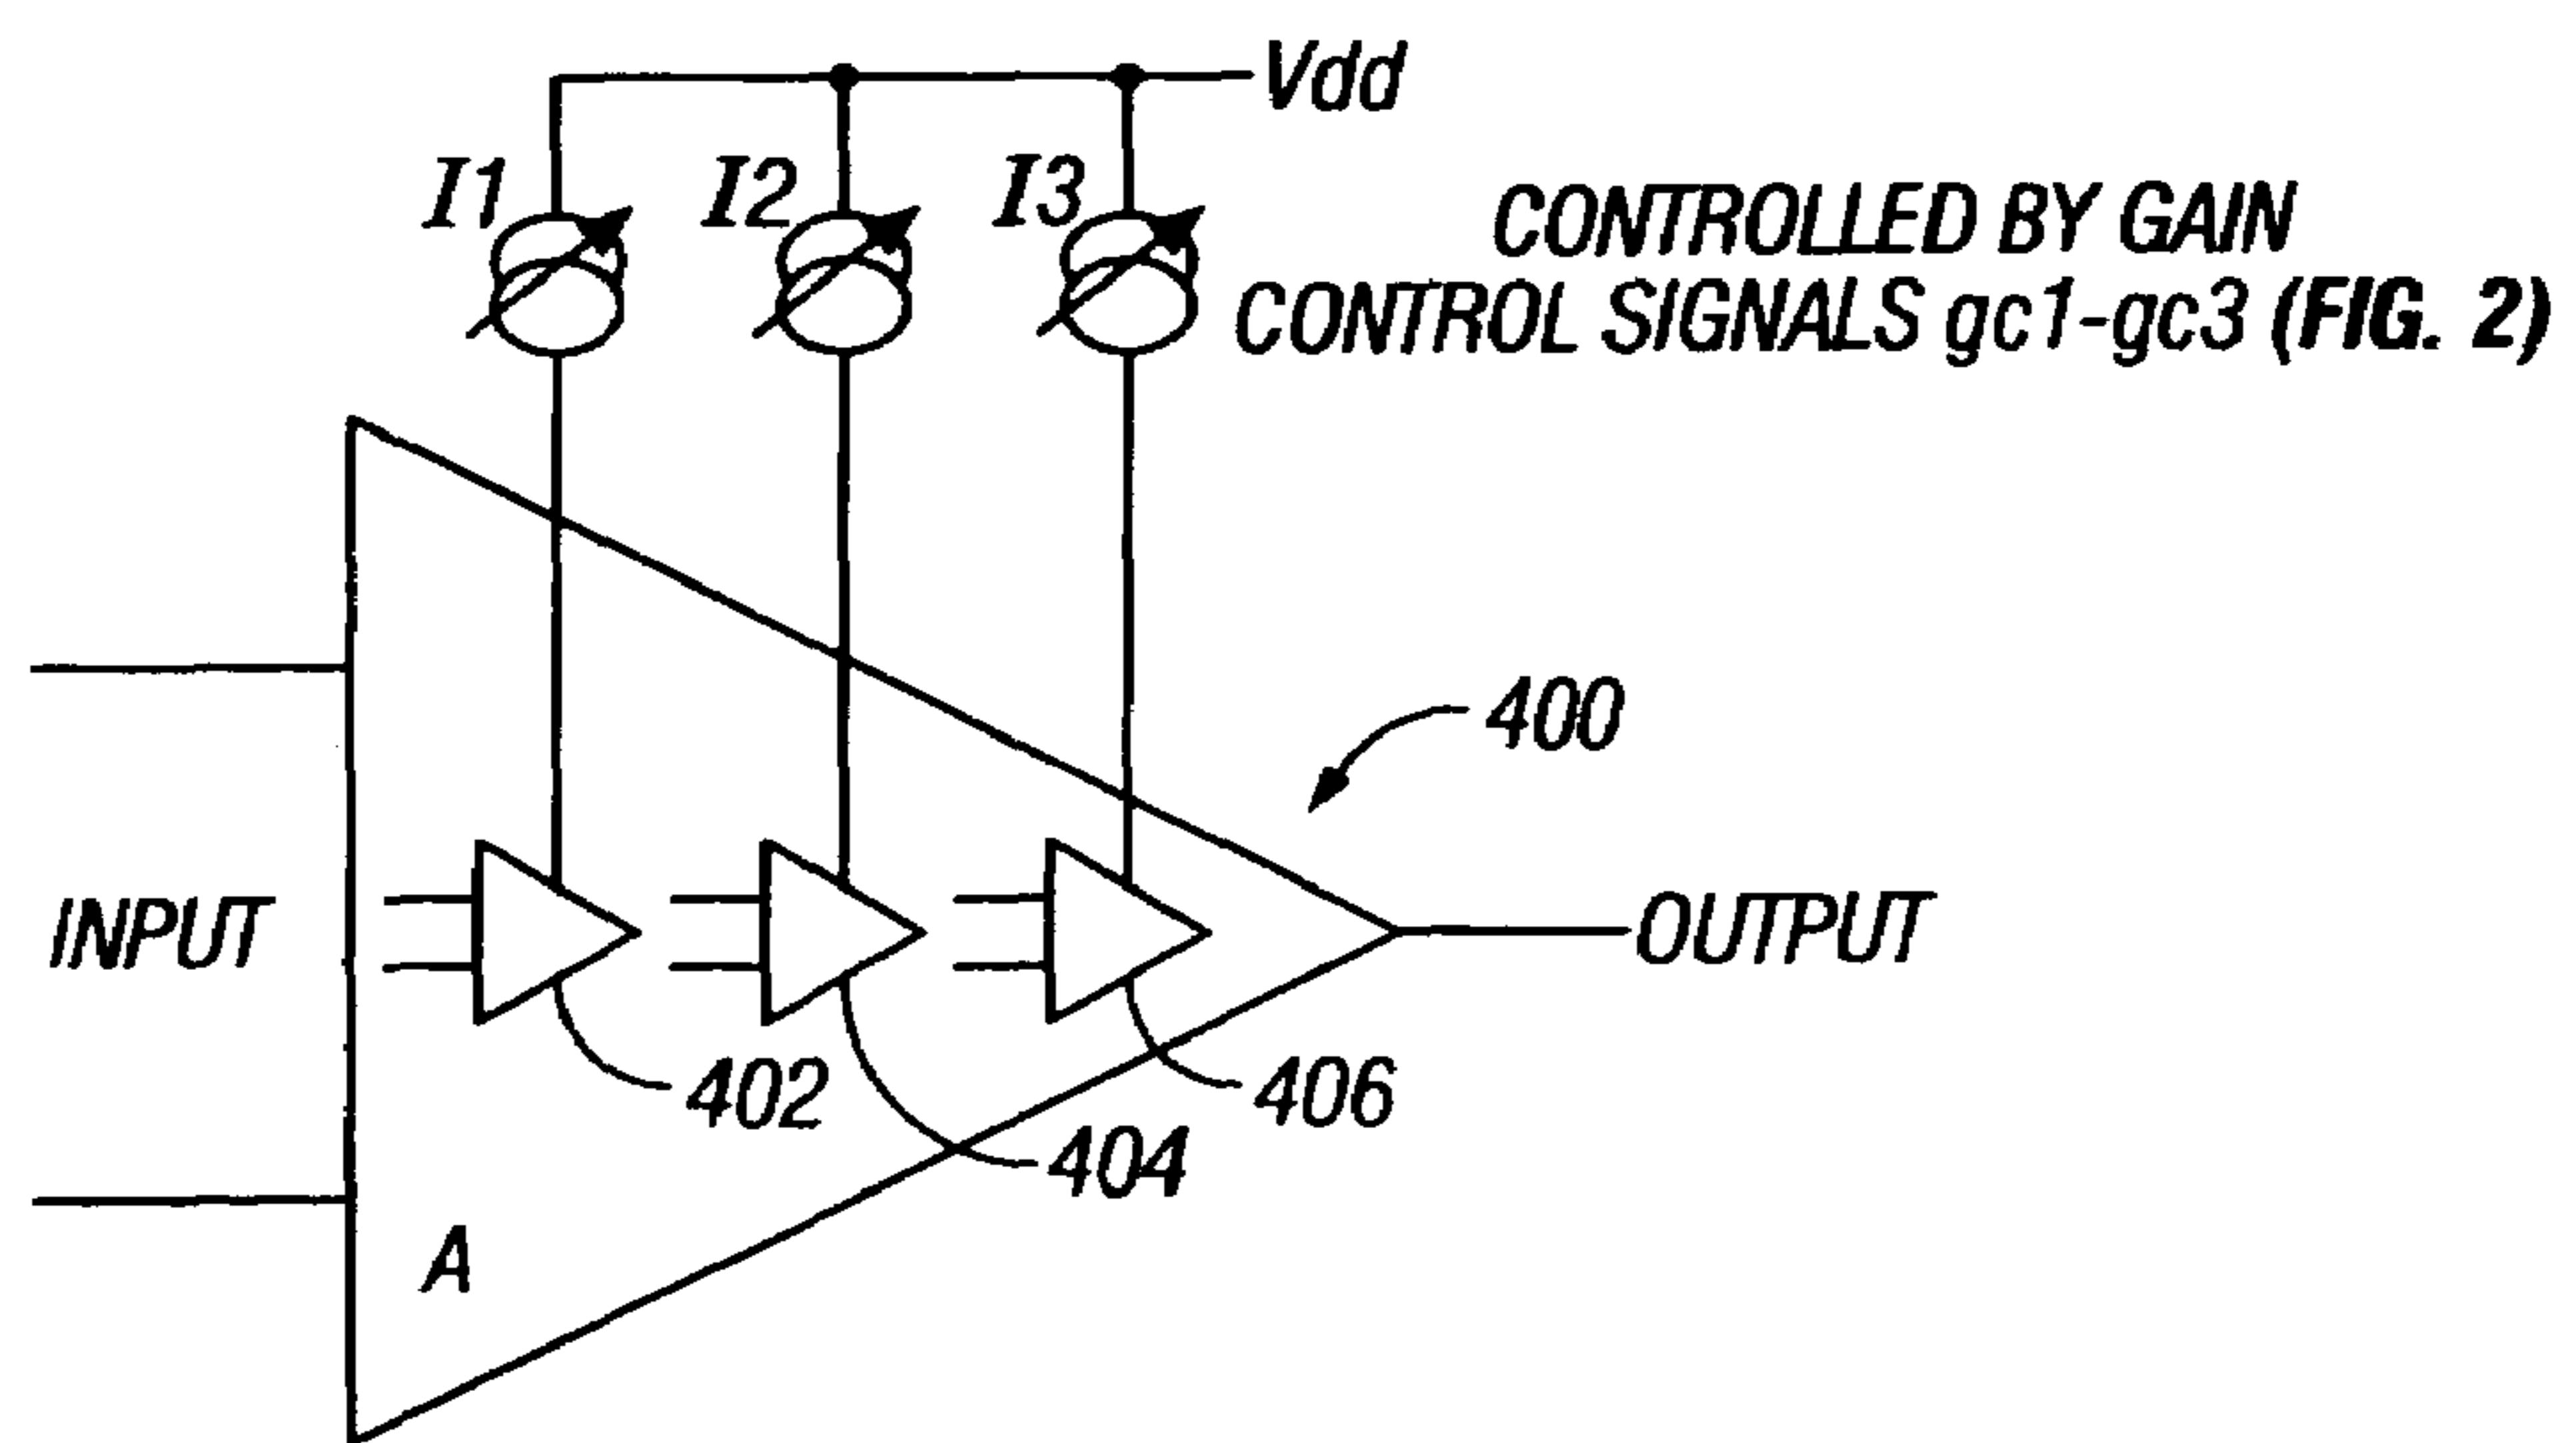 Vdd
I1
I2
I3
CONTROLLED BY GAIN
CONTROL SIGNALS gc1-gc3 (FIG. 2)
400
INPUT
OUTPUT
402
406
404
A